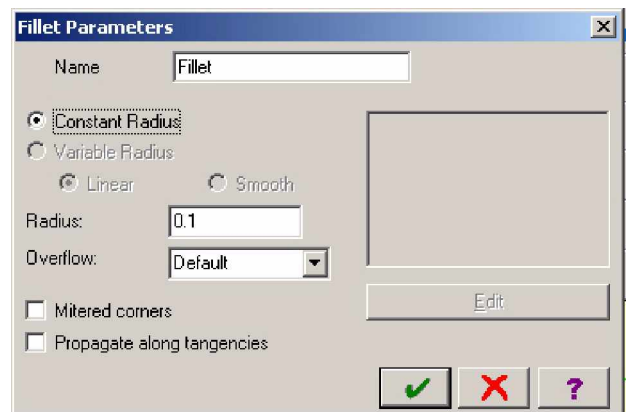 Fillet Parameters
Name Fillet
Constant Radius
Variable Radius
Linear Smooth
Radius: 0.1
Overflow: Default
Edit
Mitered corners
Propagate along tangencies
?